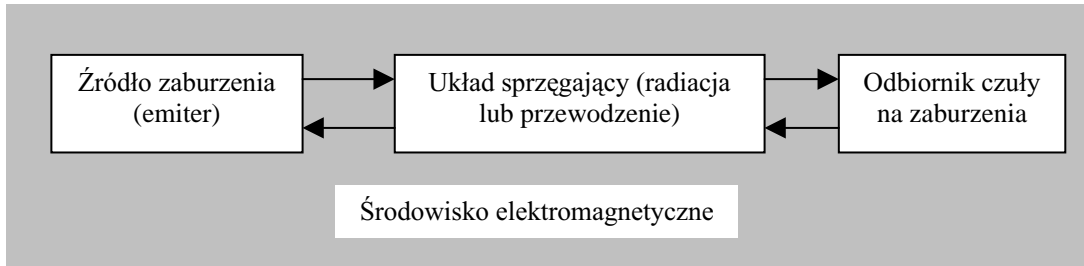 Źródło zaburzenia
(emiter)
Układ sprzęgający (radiacja
lub przewodzenie)
Odbiornik czuły
na zaburzenia
Środowisko elektromagnetyczne